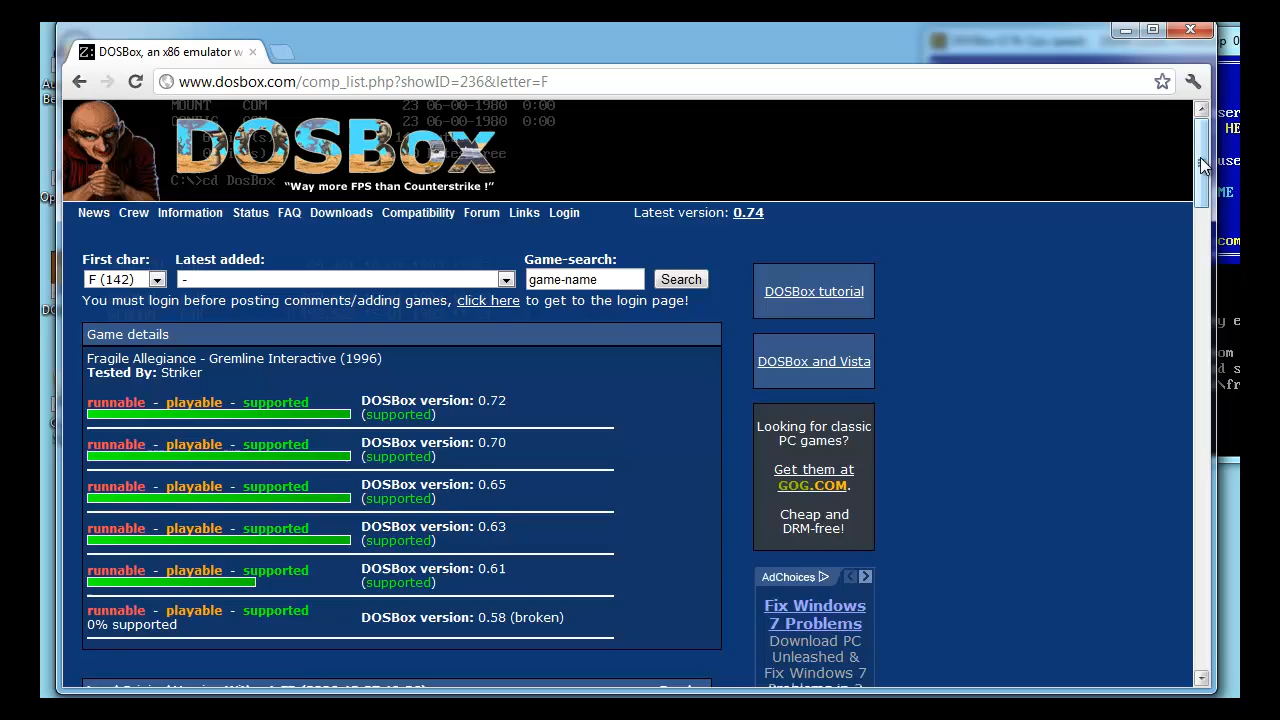 DOSBox, an x86 emulator w
www.dosbox.com/comp_list.php?showID=236&letter=F
MOUNT COM 23 06-00-1980 0:00
23 06-00-1980 0:00
DOSBox
C:\>cd DosBox
“Way more FPS than Counterstrike !”
News Crew Information Status FAQ Downloads Compatibility Forum Links Login Latest version: 0.74
First char: Latest added: Game-search:
F (142) - game-name Search
You must login before posting comments/adding games, click here to get to the login page!
Game details
Fragile Allegiance - Gremline Interactive (1996)
Tested By: Striker
runnable - playable - supported DOSBox version: 0.72
(supported)
runnable - playable - supported DOSBox version: 0.70
(supported)
runnable - playable - supported DOSBox version: 0.65
(supported)
runnable - playable - supported DOSBox version: 0.63
(supported)
runnable - playable - supported DOSBox version: 0.61
(supported)
runnable - playable - supported DOSBox version: 0.58 (broken)
0% supported
DOSBox tutorial
DOSBox and Vista
Looking for classic
PC games?
Get them at
GOG.COM.
Cheap and
DRM-free!
AdChoices
Fix Windows
7 Problems
Download PC
Unleashed &
Fix Windows 7